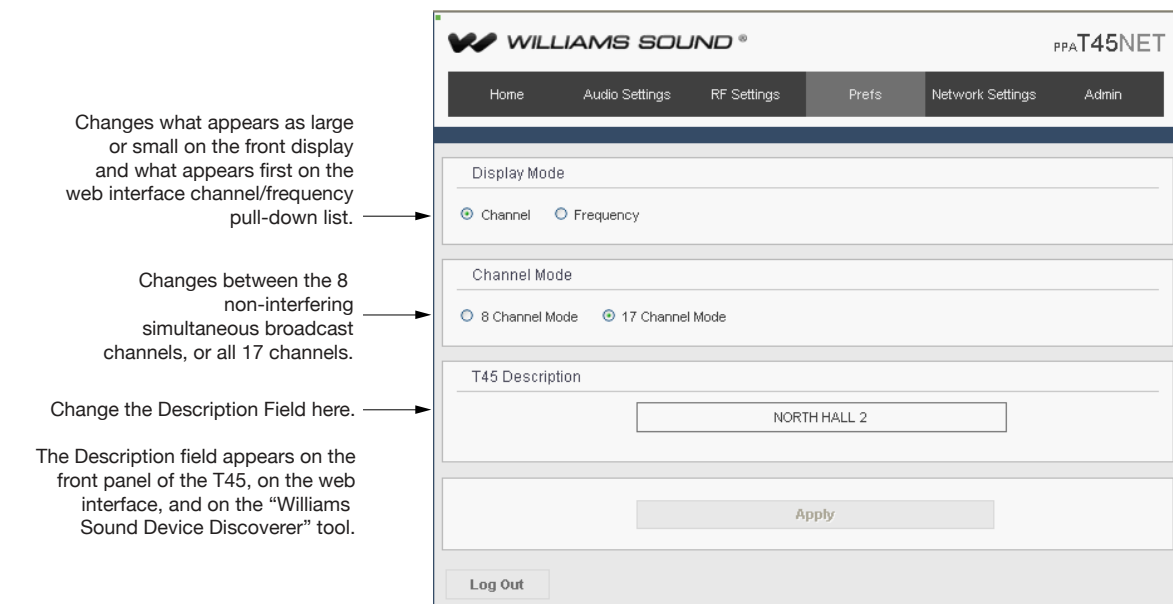 WILLIAMS SOUND ®
PPA T45NET
Home Audio Settings RF Settings Prefs Network Settings Admin
Changes what appears as large
or small on the front display
and what appears first on the
web interface channel/frequency
pull-down list.
Display Mode
Channel Frequency
Changes between the 8
non-interfering
simultaneous broadcast
channels, or all 17 channels.
Channel Mode
8 Channel Mode 17 Channel Mode
Change the Description Field here.
The Description field appears on the
front panel of the T45, on the web
interface, and on the “Williams
Sound Device Discoverer” tool.
T45 Description
NORTH HALL 2
Apply
Log Out